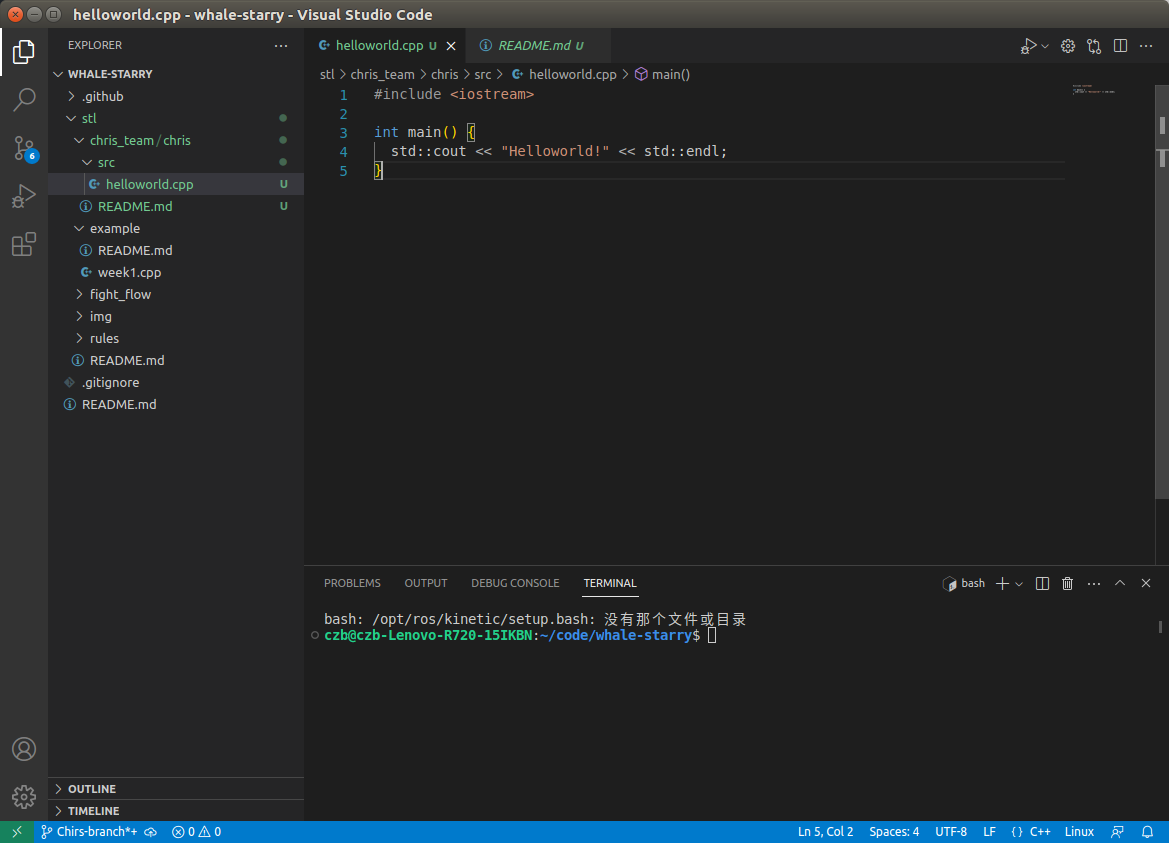 helloworld.cpp - whale-starry - Visual Studio Code
EXPLORER
helloworld.cpp U
README.md U
WHALE-STARRY
.github
stl
chris_team / chris
src
helloworld.cpp U
README.md U
example
README.md
week1.cpp
fight_flow
img
rules
README.md
.gitignore
README.md
6
stl > chris_team > chris > src > helloworld.cpp > main()
1 #include <iostream>
2
3 int main() {
4 std::cout << "Helloworld!" << std::endl;
5 }
PROBLEMS OUTPUT DEBUG CONSOLE TERMINAL
bash
bash: /opt/ros/kinetic/setup.bash: 没有那个文件或目录
czb@czb-Lenovo-R720-15IKBN:~/code/whale-starry$
OUTLINE
TIMELINE
Chirs-branch*+ 0 0 Ln 5, Col 2 Spaces: 4 UTF-8 LF {} C++ Linux